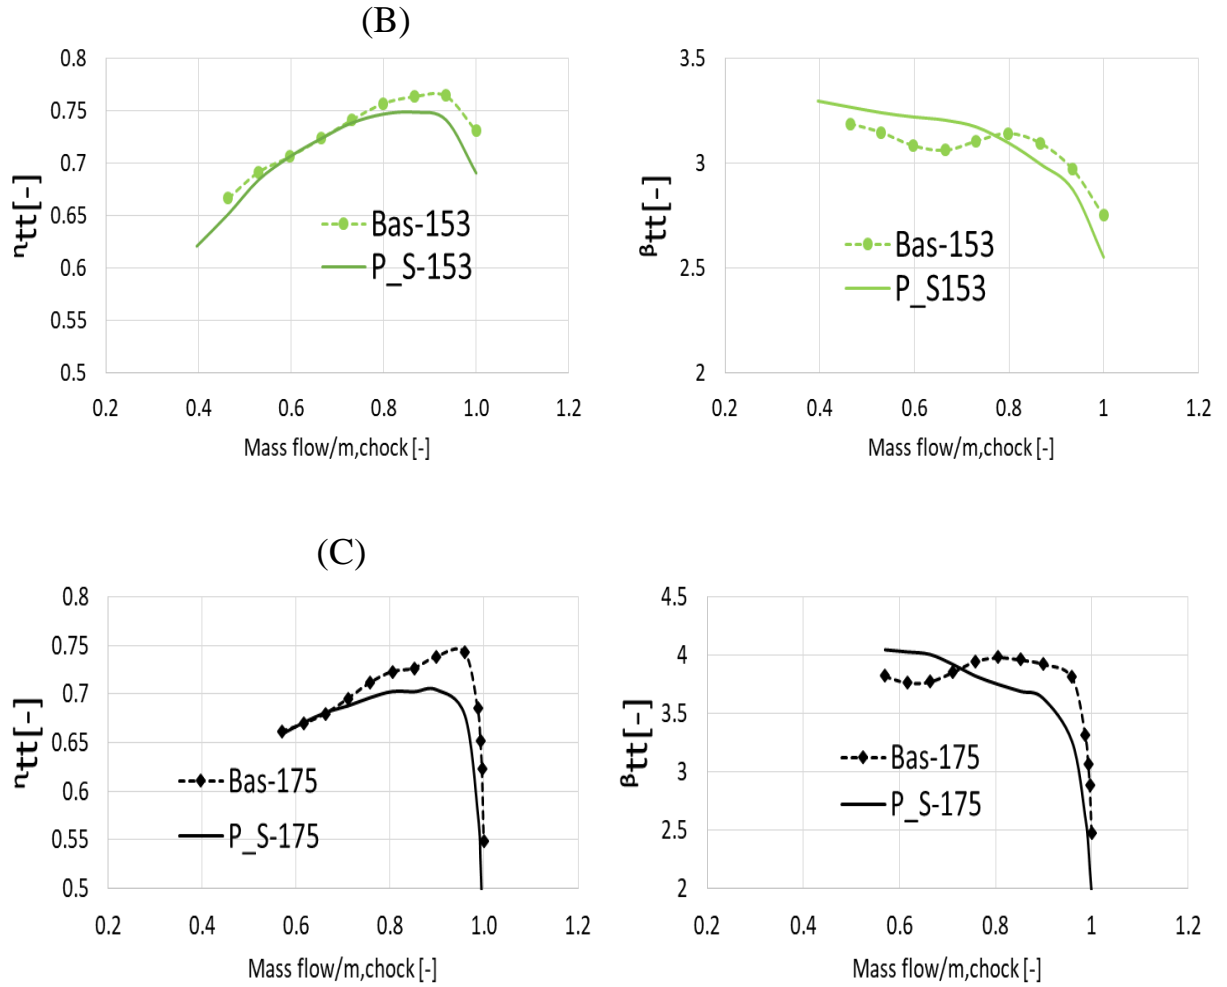 (B)
0.8
0.75
0.7
0.65
0.6
0.55
0.5
ηtt[-]
Bas-153
P_S-153
0.2 0.4 0.6 0.8 1.0 1.2
Mass flow/m,chock [-]
3.5
3
2.5
2
βtt[-]
Bas-153
P_S153
0.2 0.4 0.6 0.8 1 1.2
Mass flow/m,chock [-]
(C)
0.8
0.75
0.7
0.65
0.6
0.55
0.5
ηtt[-]
Bas-175
P_S-175
0.2 0.4 0.6 0.8 1.0 1.2
Mass flow/m,chock [-]
4.5
4
3.5
3
2.5
2
βtt[-]
Bas-175
P_S-175
0.2 0.4 0.6 0.8 1 1.2
Mass flow/m,chock [-]